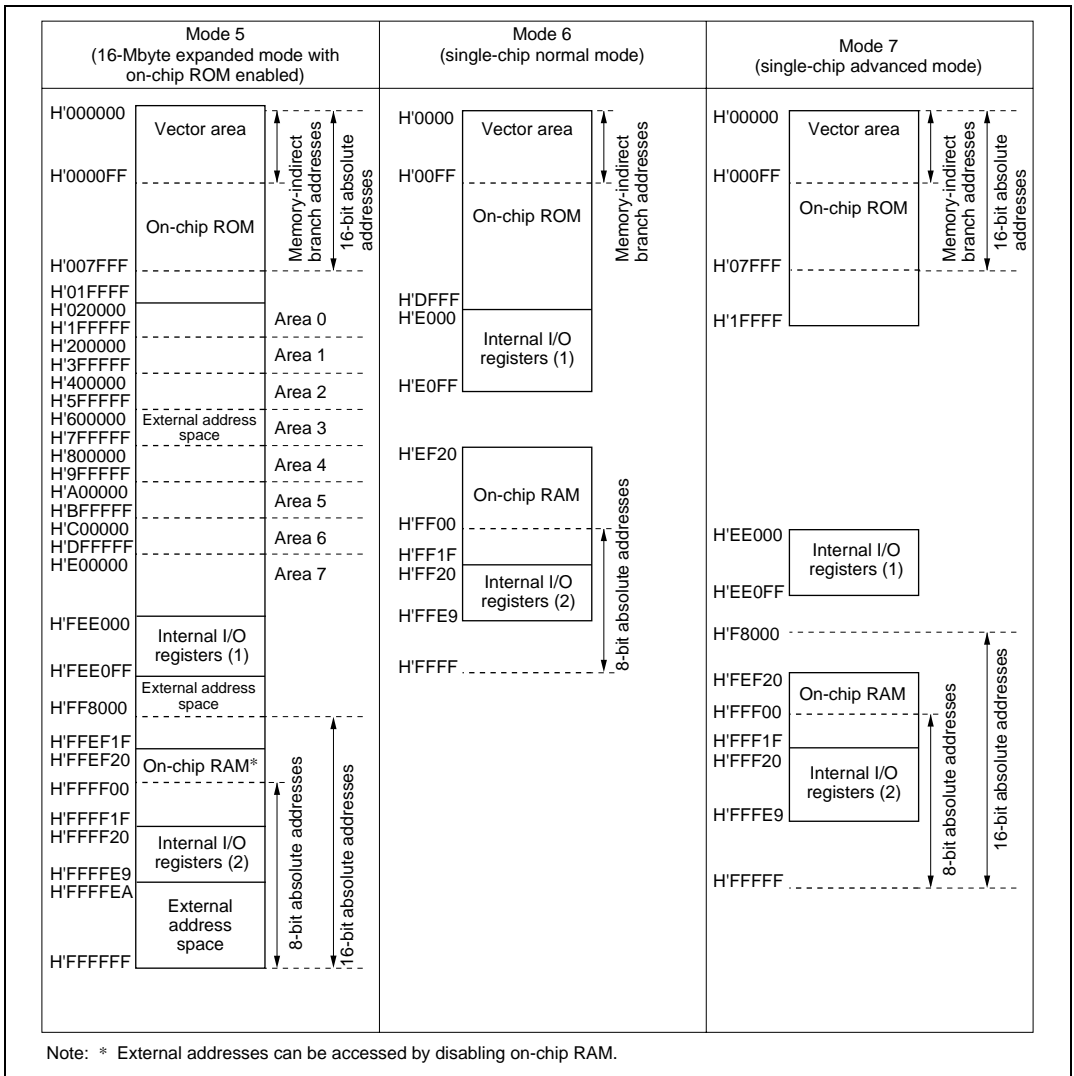 Mode 5
(16-Mbyte expanded mode with
on-chip ROM enabled)
H'000000
Vector area
H'0000FF
On-chip ROM
H'007FFF
H'01FFFF
H'020000
H'1FFFFF
H'200000
H'3FFFFF
H'400000
H'5FFFFF
H'600000
H'7FFFFF
H'800000
H'9FFFFF
H'A00000
H'BFFFFF
H'C00000
H'DFFFFF
H'E00000
External address
space
Area 0
Area 1
Area 2
Area 3
Area 4
Area 5
Area 6
Area 7
Memory-indirect
branch addresses
16-bit absolute
addresses
H'FEE000
Internal I/O
registers (1)
H'FEE0FF
External address
space
H'FF8000
H'FFEF1F
H'FFEF20
On-chip RAM*
H'FFFF00
H'FFFF1F
H'FFFF20
Internal I/O
registers (2)
H'FFFFE9
H'FFFFEA
External
address
space
H'FFFFFF
8-bit absolute addresses
16-bit absolute addresses
Mode 6
(single-chip normal mode)
H'0000
Vector area
H'00FF
On-chip ROM
Memory-indirect
branch addresses
H'DFFF
H'E000
Internal I/O
registers (1)
H'E0FF
H'EF20
On-chip RAM
H'FF00
H'FF1F
H'FF20
Internal I/O
registers (2)
H'FFE9
H'FFFF
8-bit absolute addresses
Mode 7
(single-chip advanced mode)
H'00000
Vector area
H'000FF
On-chip ROM
H'07FFF
H'1FFFF
Memory-indirect
branch addresses
16-bit absolute
addresses
H'EE000
Internal I/O
registers (1)
H'EE0FF
H'F8000
H'FEF20
On-chip RAM
H'FFF00
H'FFF1F
H'FFF20
Internal I/O
registers (2)
H'FFFE9
H'FFFFF
8-bit absolute addresses
16-bit absolute addresses
Note: * External addresses can be accessed by disabling on-chip RAM.